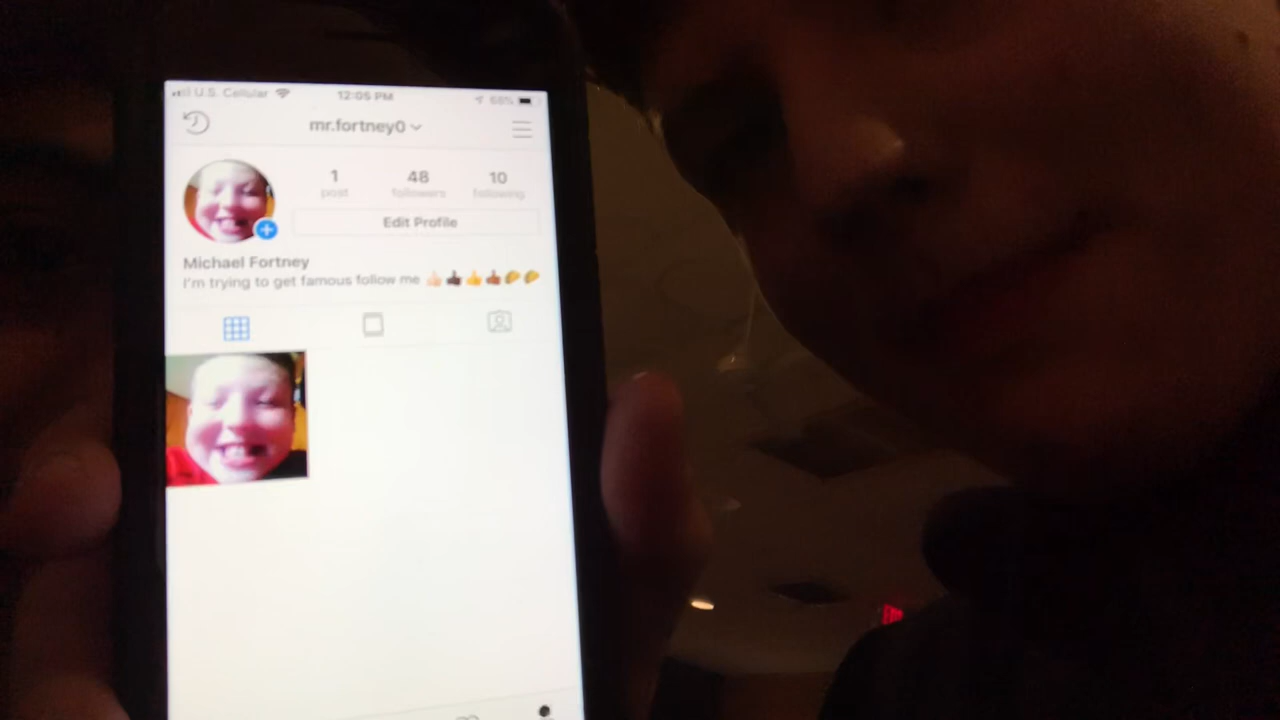 U.S. Cellular 12:05 PM 68%
mr.fortney0
1 48 10
post followers following
Edit Profile
Michael Fortney
I'm trying to get famous follow me 👍🏻👍🏿👍👍🏾🌮🌮